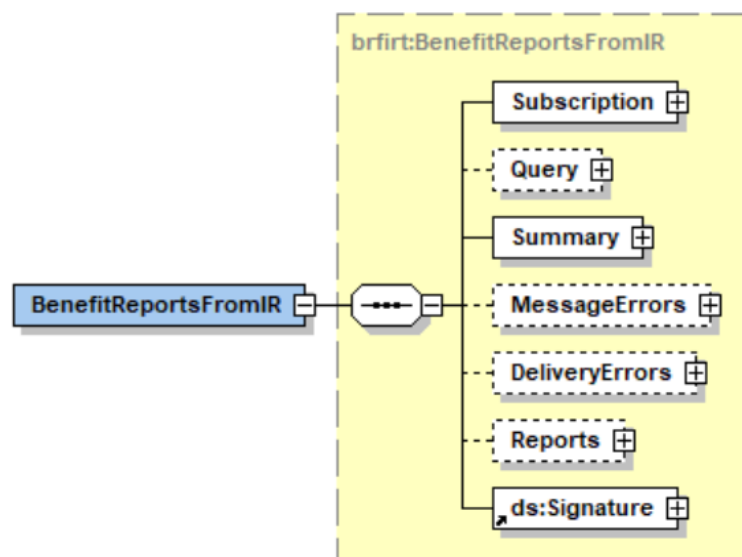 brfirt:BenefitReportsFromIR
Subscription
Query
Summary
BenefitReportsFromIR
MessageErrors
DeliveryErrors
Reports
ds:Signature